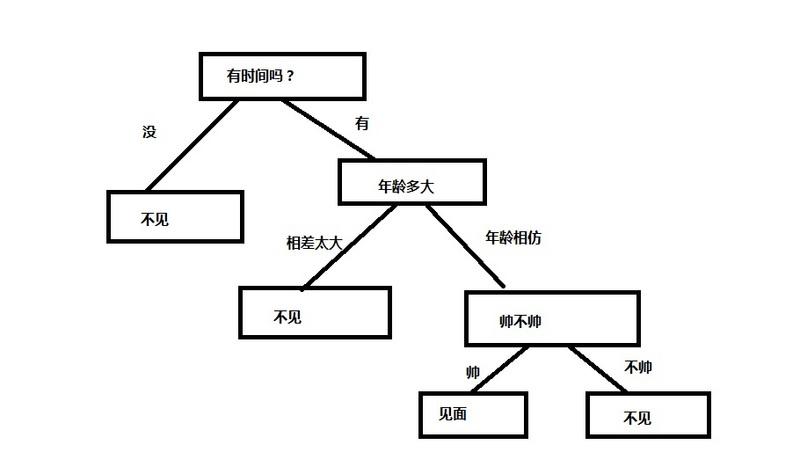 有时间吗？
没
有
年龄多大
不见
相差太大
年龄相仿
不见
帅不帅
帅
不帅
见面
不见